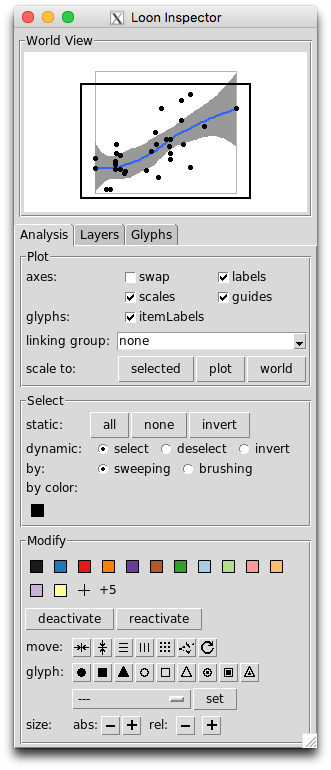 Loon Inspector
World View
Analysis Layers Glyphs
Plot
axes: swap labels
scales guides
glyphs: itemLabels
linking group: none
scale to: selected plot world
Select
static: all none invert
dynamic: select deselect invert
by: sweeping brushing
by color:
Modify
+5
deactivate reactivate
move:
glyph:
--- set
size: abs: rel: